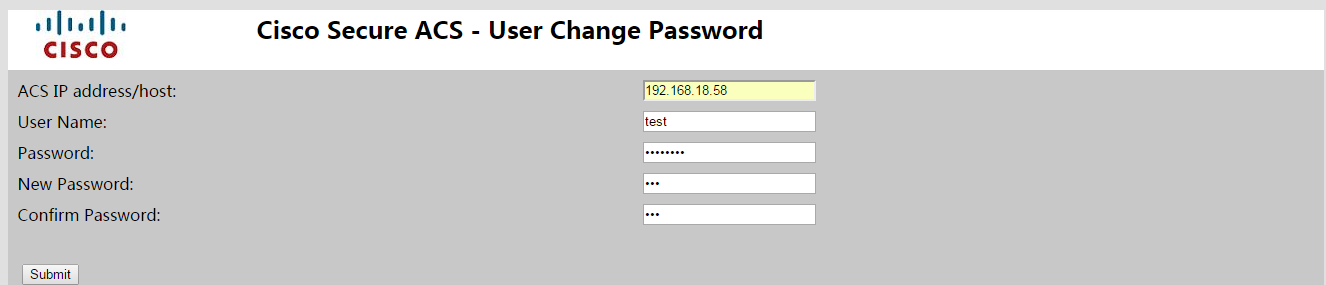 CISCO
Cisco Secure ACS - User Change Password
ACS IP address/host: 192.168.18.58
User Name: test
Password: ••••••••
New Password: •••
Confirm Password: •••
Submit